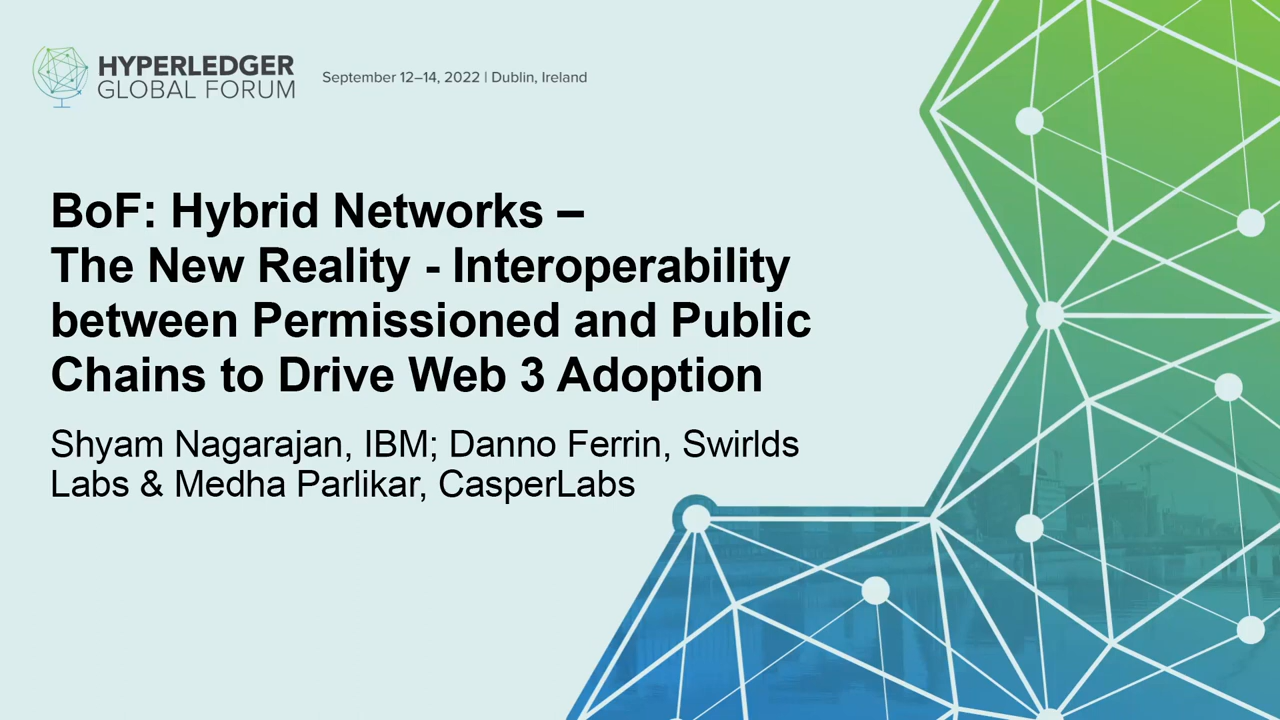 HYPERLEDGER
GLOBAL FORUM
September 12–14, 2022 | Dublin, Ireland
BoF: Hybrid Networks –
The New Reality - Interoperability
between Permissioned and Public
Chains to Drive Web 3 Adoption
Shyam Nagarajan, IBM; Danno Ferrin, Swirlds
Labs & Medha Parlikar, CasperLabs